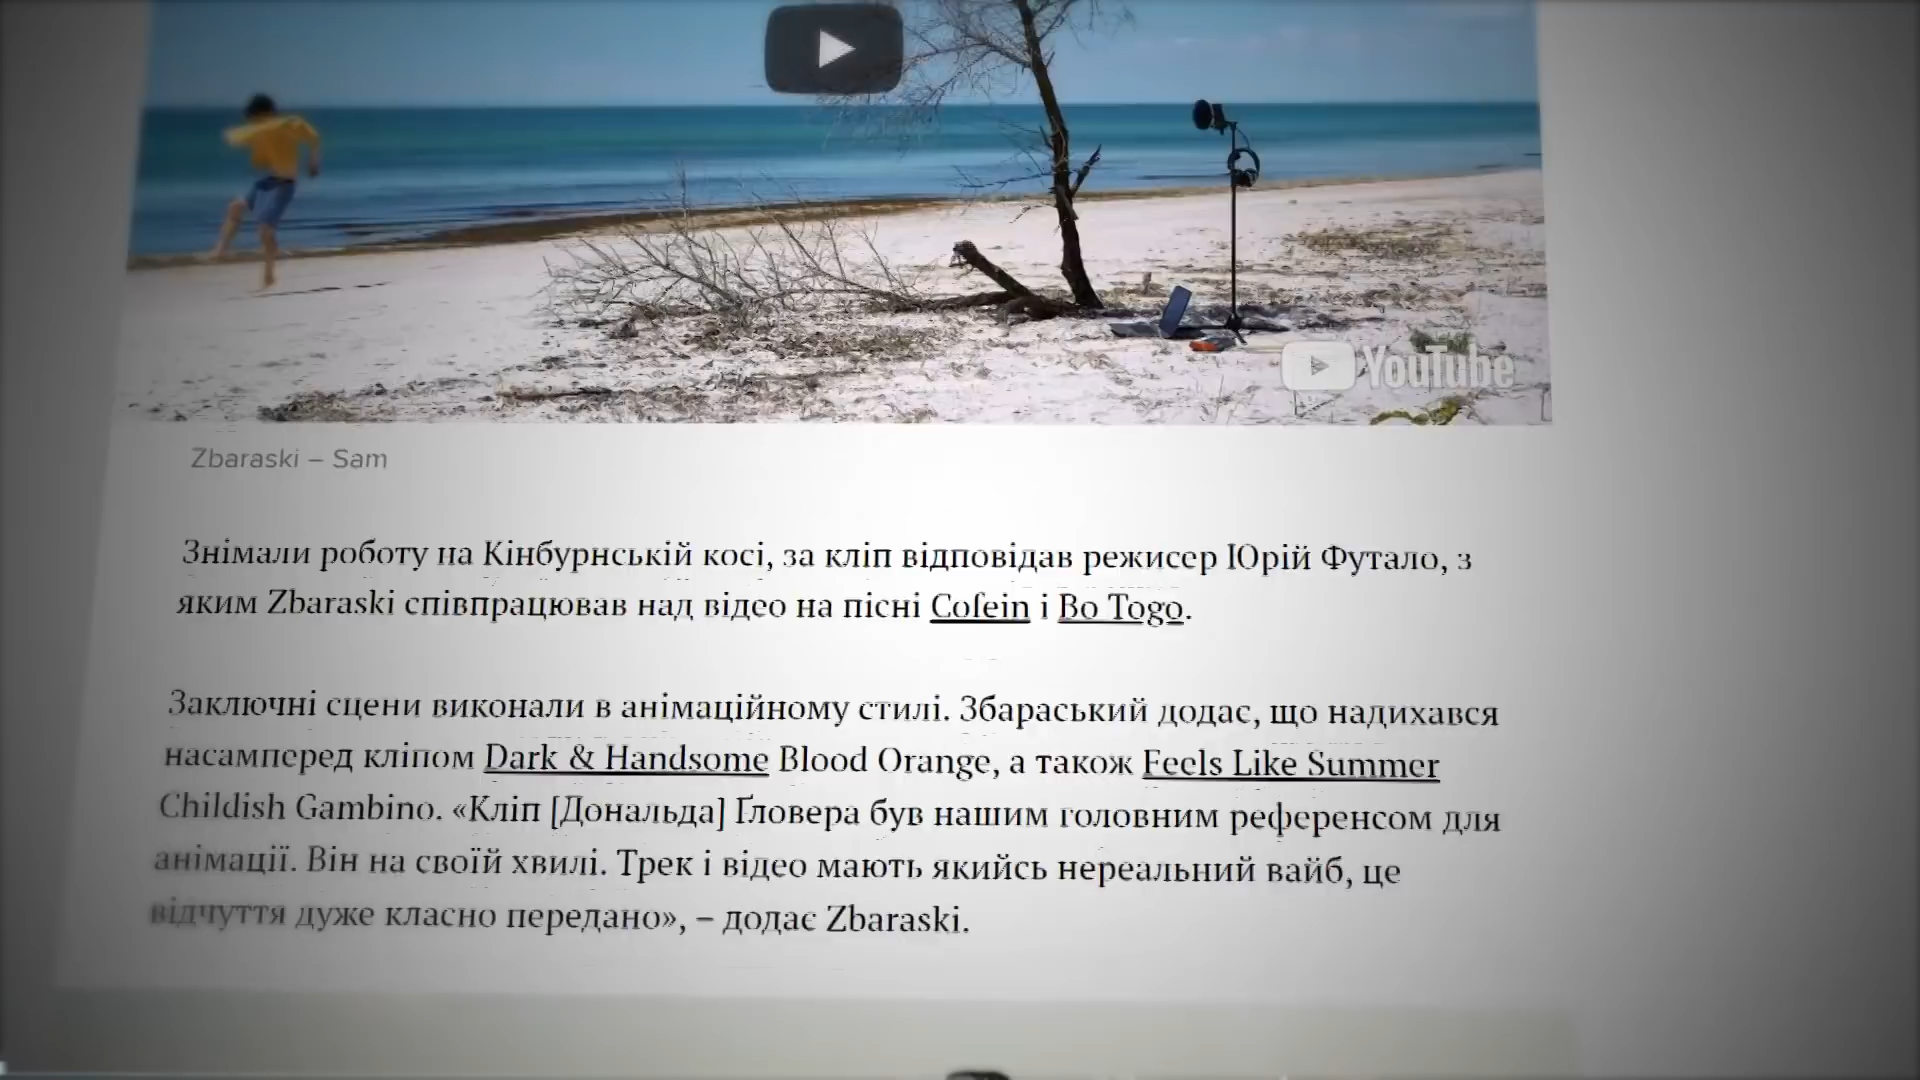 YouTube
Zbaraski – Sam
Знімали роботу на Кінбурнській косі, за кліп відповідав режисер Юрій Футало, з
яким Zbaraski співпрацював над відео на пісні Cofein і Bo Togo.
Заключні сцени виконали в анімаційному стилі. Збараський додає, що надихався
насамперед кліпом Dark & Handsome Blood Orange, а також Feels Like Summer
Childish Gambino. «Кліп [Дональда] Ґловера був нашим головним референсом для
анімації. Він на своїй хвилі. Трек і відео мають якийсь нереальний вайб, це
відчуття дуже класно передано», – додає Zbaraski.